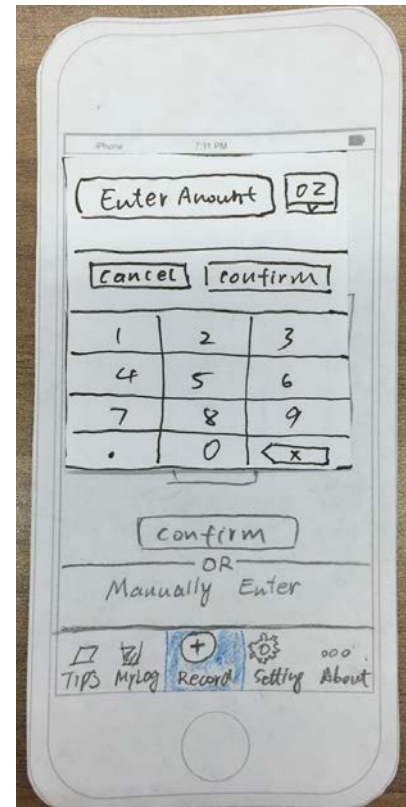 iPhone 7:11 PM
Enter Amount OZ
Cancel Confirm
1 2 3
4 5 6
7 8 9
. 0 x
Confirm
OR
Manually Enter
TIPS MyLog Record Setting About